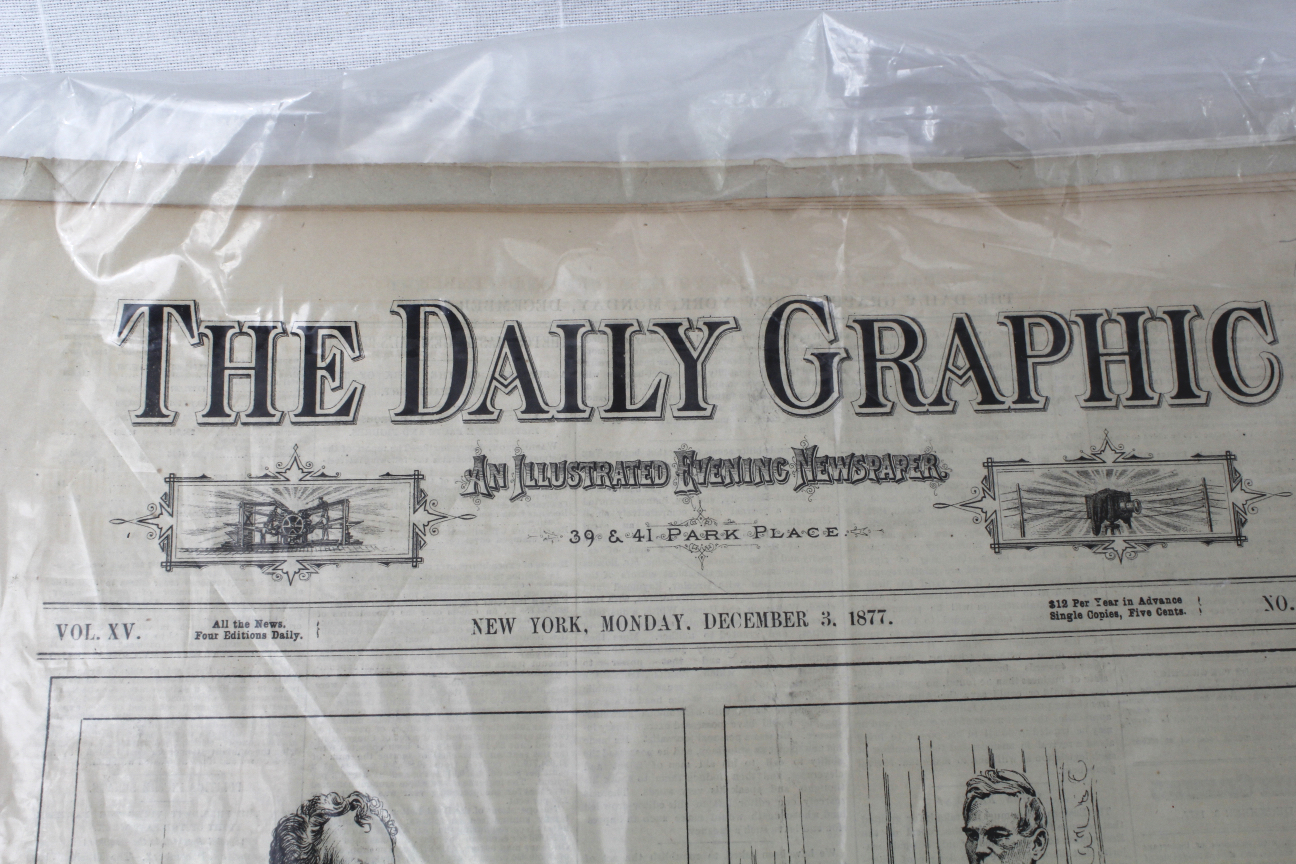 THE DAILY GRAPHIC
AN ILLUSTRATED EVENING NEWSPAPER.
39 & 41 PARK PLACE.
VOL. XV.
All the News.
Four Editions Daily.
NEW YORK, MONDAY, DECEMBER 3, 1877.
$12 Per Year in Advance
Single Copies, Five Cents.
NO.